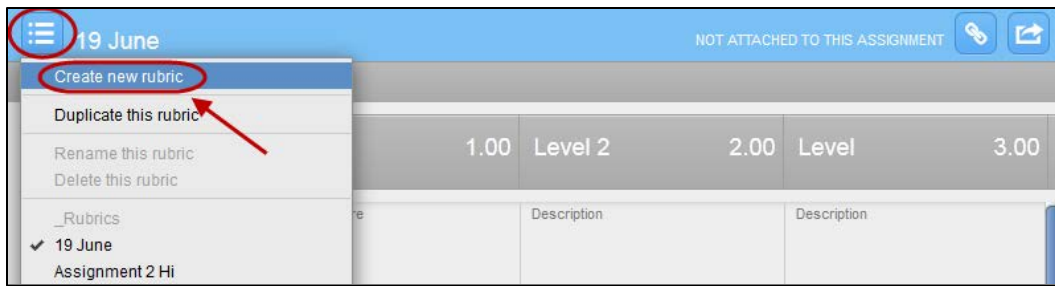 19 June
NOT ATTACHED TO THIS ASSIGNMENT
Create new rubric
Duplicate this rubric
Rename this rubric
Delete this rubric
_Rubrics
19 June
Assignment 2 Hi
1.00 Level 2 2.00 Level 3.00
re Description Description